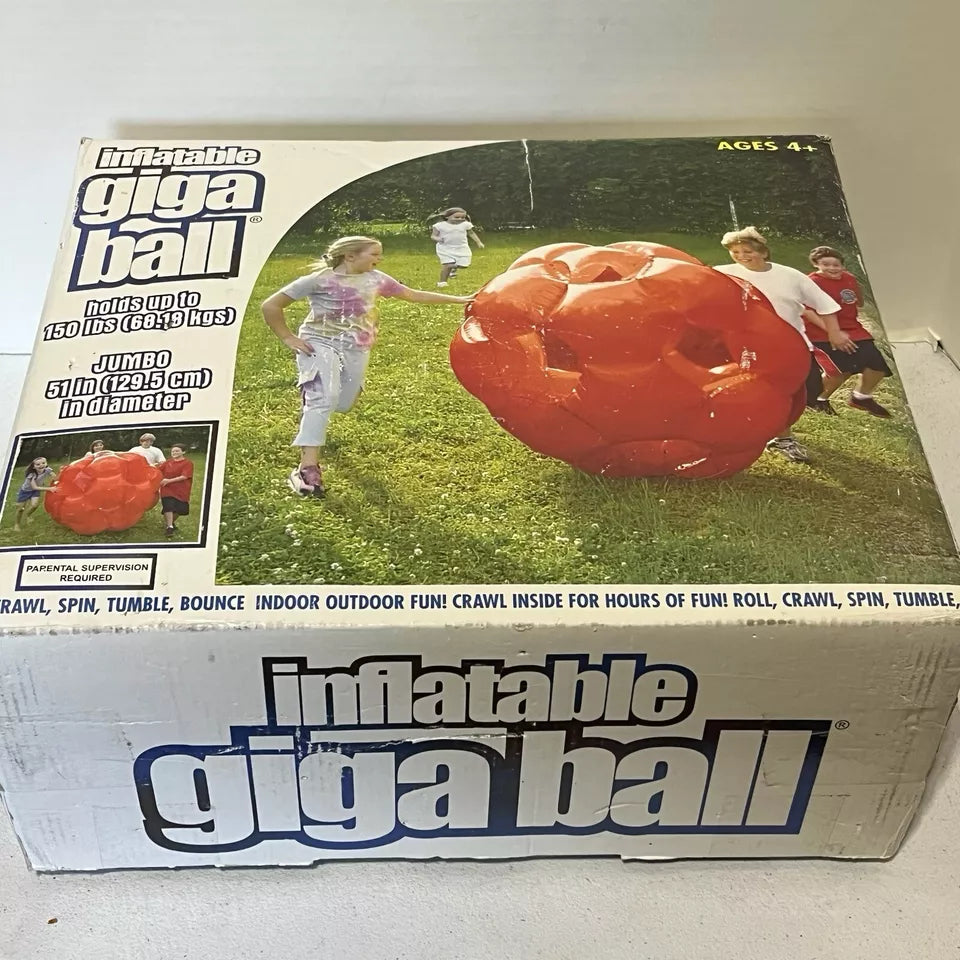 inflatable
giga
ball®
holds up to
150 lbs (68.18 kgs)
JUMBO
51 in (129.5 cm)
in diameter
PARENTAL SUPERVISION
REQUIRED
AGES 4+
RAWL, SPIN, TUMBLE, BOUNCE INDOOR OUTDOOR FUN! CRAWL INSIDE FOR HOURS OF FUN! ROLL, CRAWL, SPIN, TUMBLE,
inflatable
giga ball®